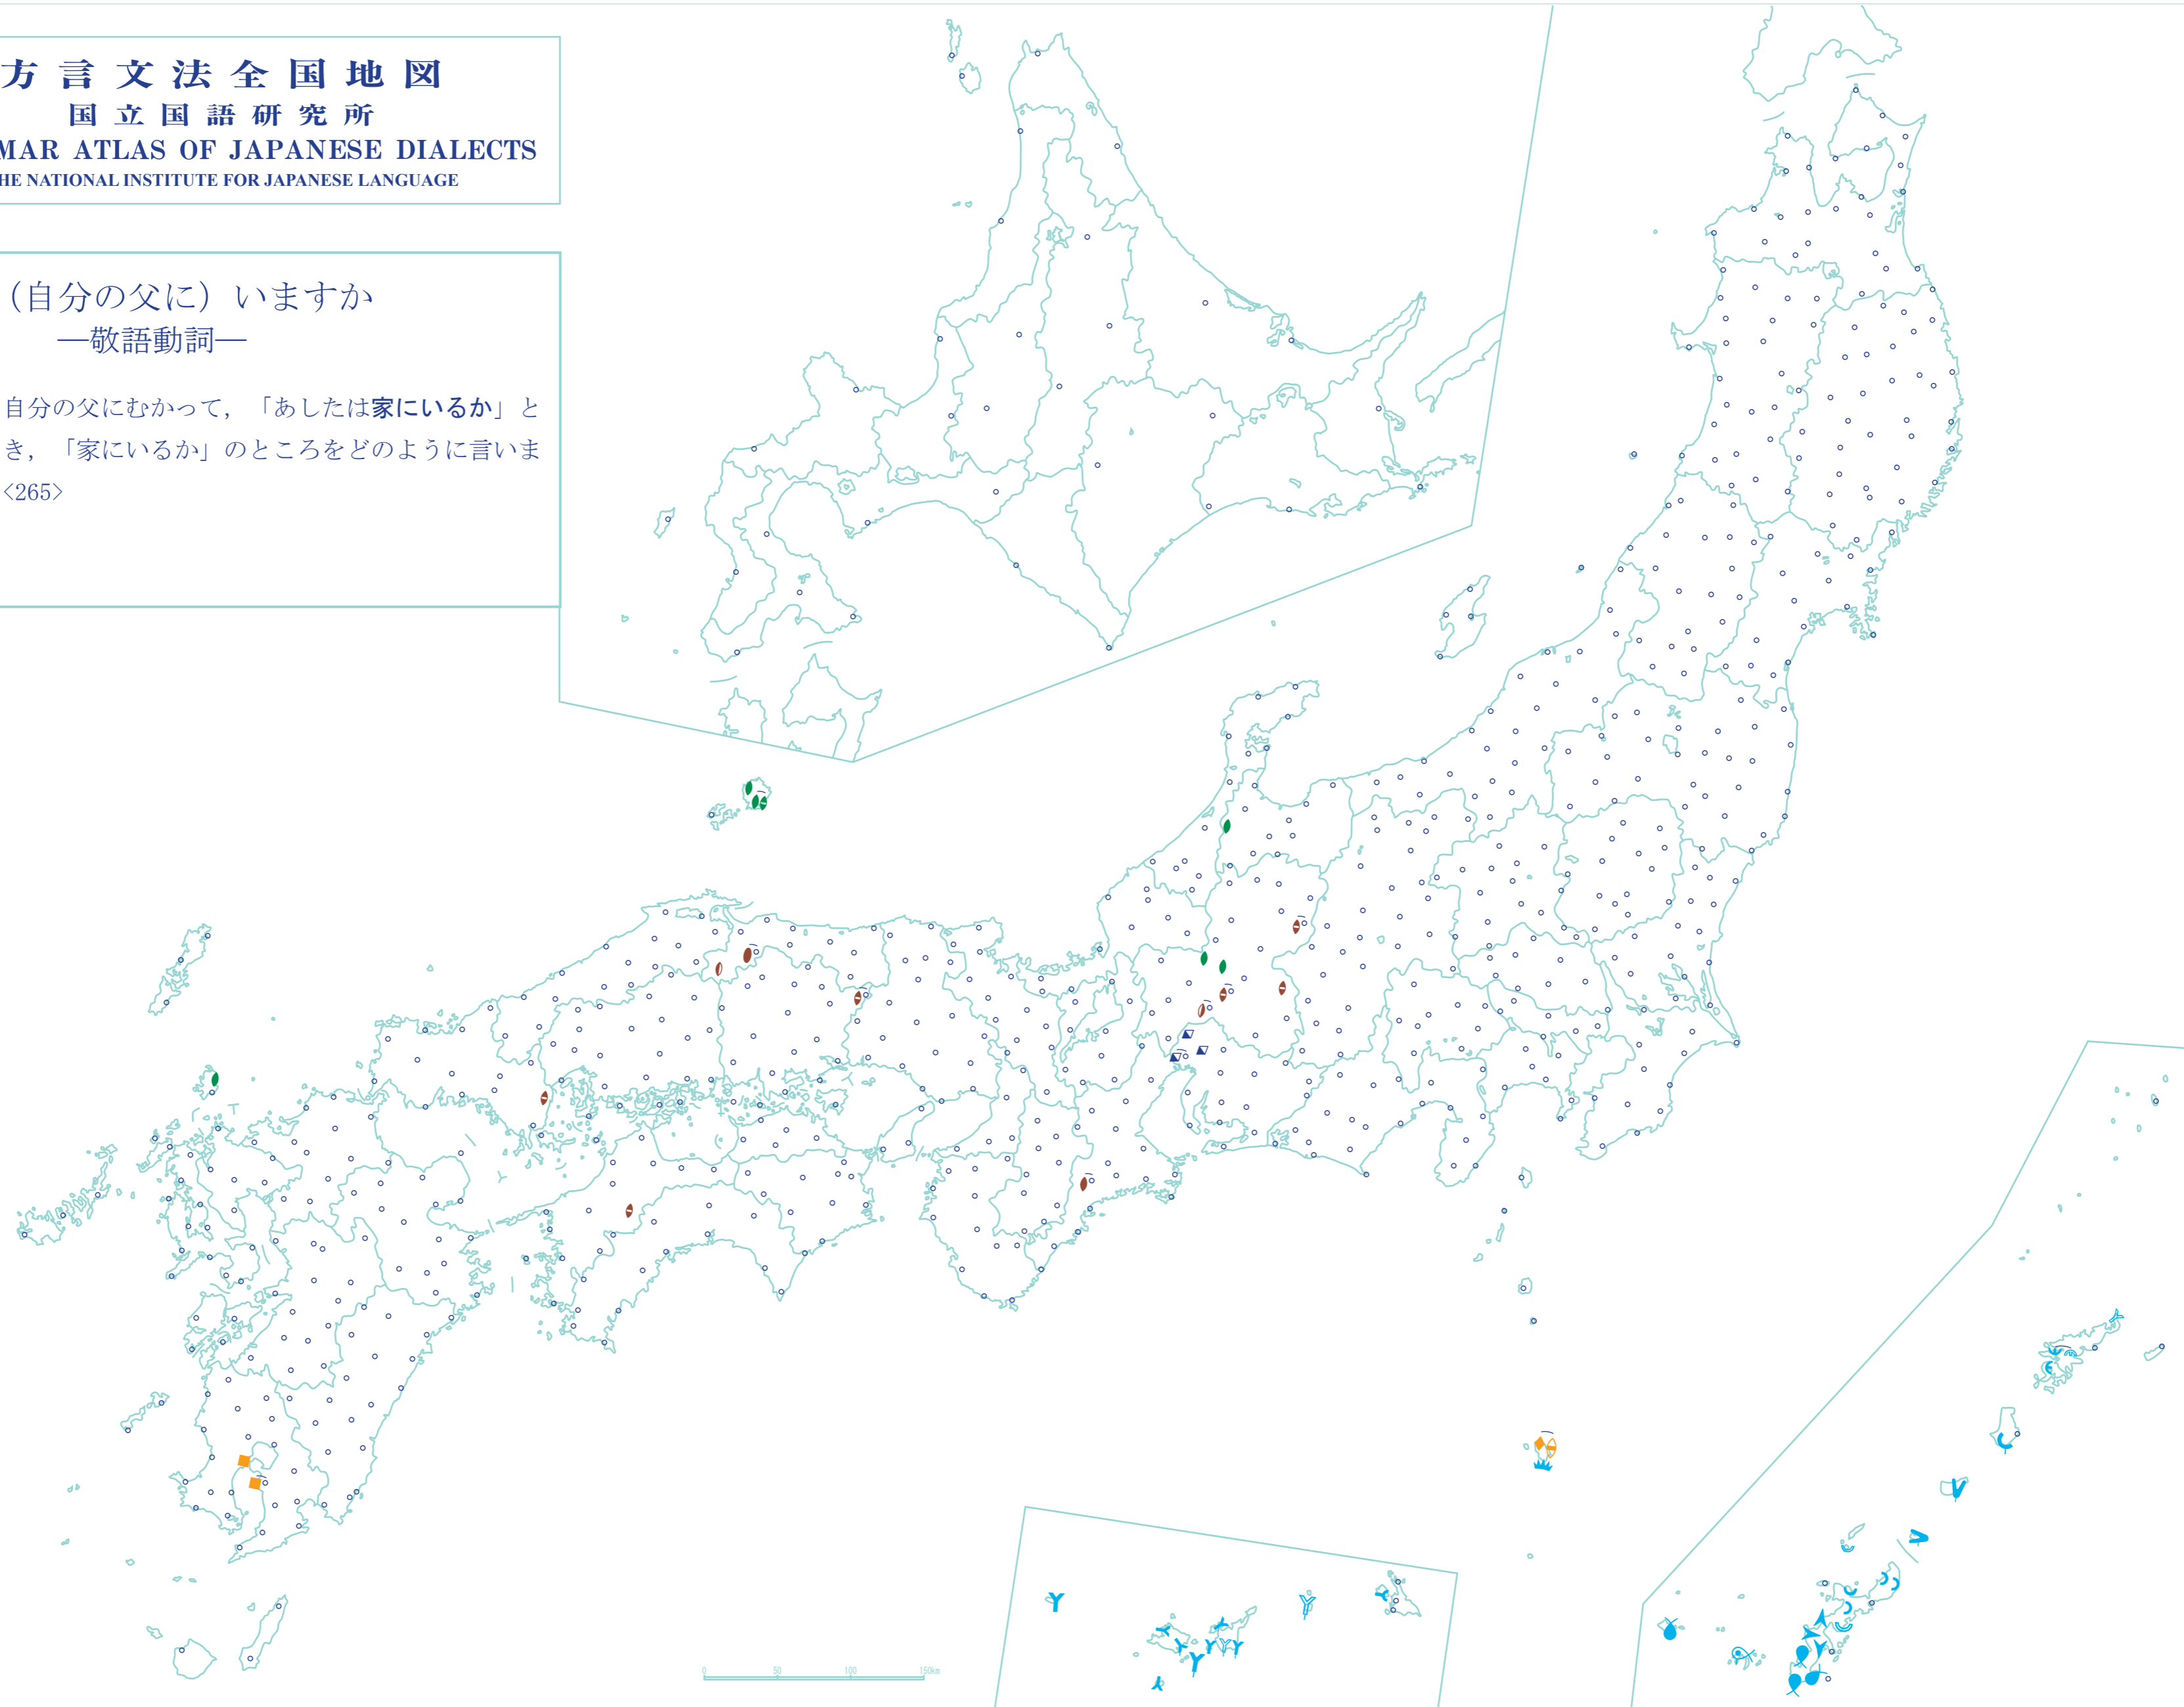 方言文法全国地図
国立国語研究所
MAR ATLAS OF JAPANESE DIALECTS
HE NATIONAL INSTITUTE FOR JAPANESE LANGUAGE
（自分の父に）いますか
―敬語動詞―
自分の父にむかって，「あしたは家にいるか」と
き，「家にいるか」のところをどのように言いま
<265>
0 50 100 150km